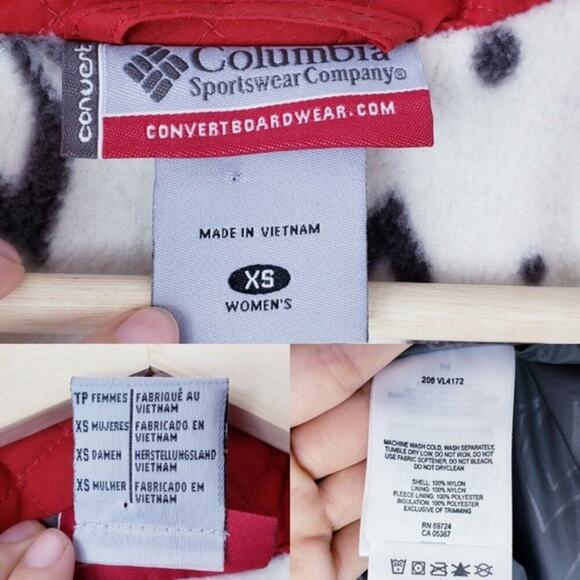 convert
Columbia
Sportswear Company®
CONVERTBOARDWEAR.COM
MADE IN VIETNAM
XS
WOMEN'S
TP FEMMES FABRIQUÉ AU
VIETNAM
XS MUJERES FABRICADO EN
VIETNAM
XS DAMEN HERSTELLUNGSLAND
VIETNAM
XS MULHER FABRICADO EM
VIETNAM
206 VL4172
MACHINE WASH COLD, WASH SEPARATELY,
TUMBLE DRY LOW, DO NOT IRON, DO NOT
USE FABRIC SOFTENER, DO NOT BLEACH,
DO NOT DRYCLEAN
SHELL: 100% NYLON
LINING: 100% NYLON
FLEECE LINING: 100% POLYESTER
INSULATION: 100% POLYESTER
EXCLUSIVE OF TRIMMING
RN 69724
CA 05367